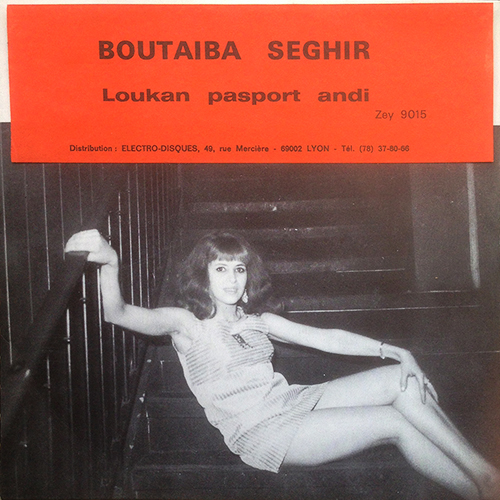 BOUTAIBA SEGHIR
Loukan pasport andi
Zey 9015
Distribution : ELECTRO-DISQUES, 49, rue Mercière - 69002 LYON - Tél. (78) 37-80-66